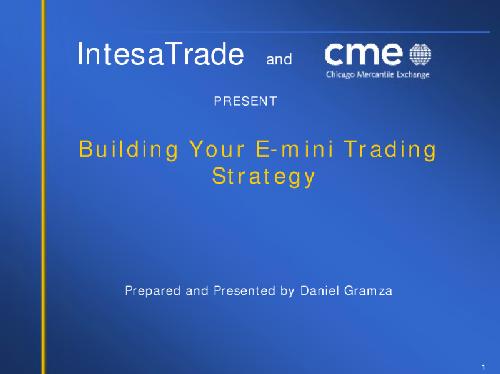 IntesaTrade and cme
Chicago Mercantile Exchange
PRESENT
Building Your E-mini Trading
Strategy
Prepared and Presented by Daniel Gramza
1